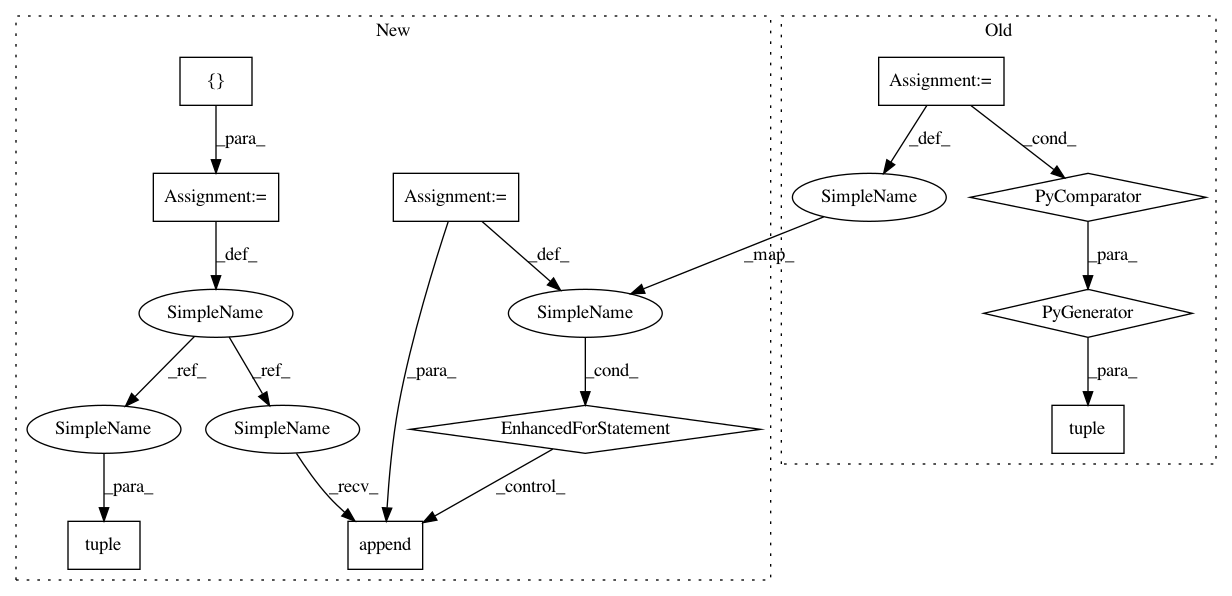 New
Old
{}
Assignment:=
_para_
_def_
_cond_
Assignment:=
Assignment:=
SimpleName
PyComparator
_def_
_def_
_map_
_para_
SimpleName
SimpleName
PyGenerator
_ref_
_ref_
_para_
_cond_
_para_
SimpleName
SimpleName
EnhancedForStatement
tuple
_para_
_recv_
_control_
tuple
append